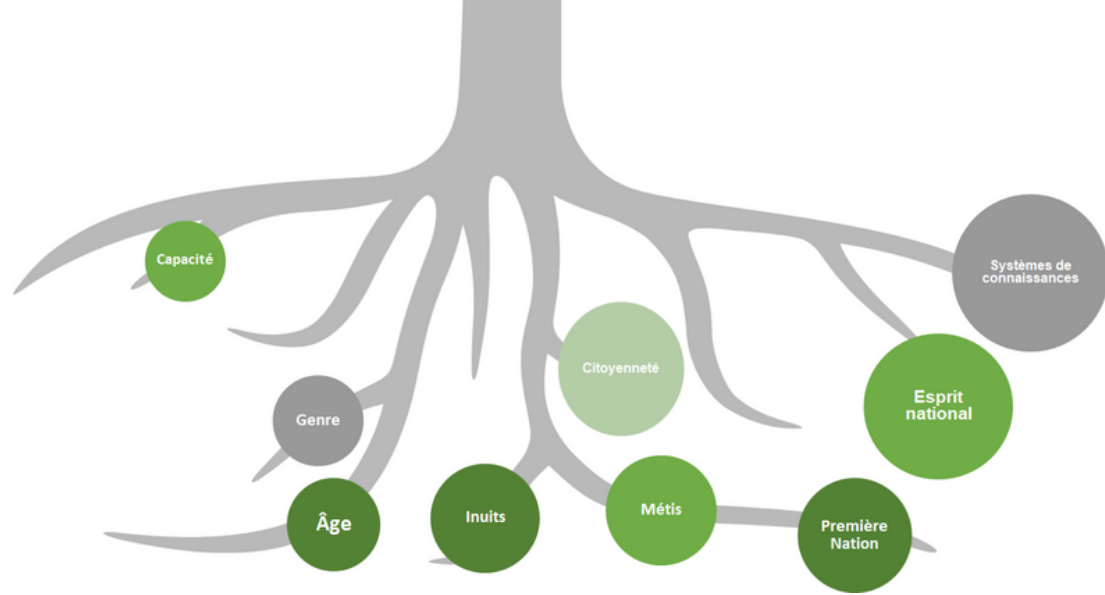 Capacité
Systèmes de
connaissances
Citoyenneté
Esprit
national
Genre
Âge
Inuits
Métis
Première
Nation